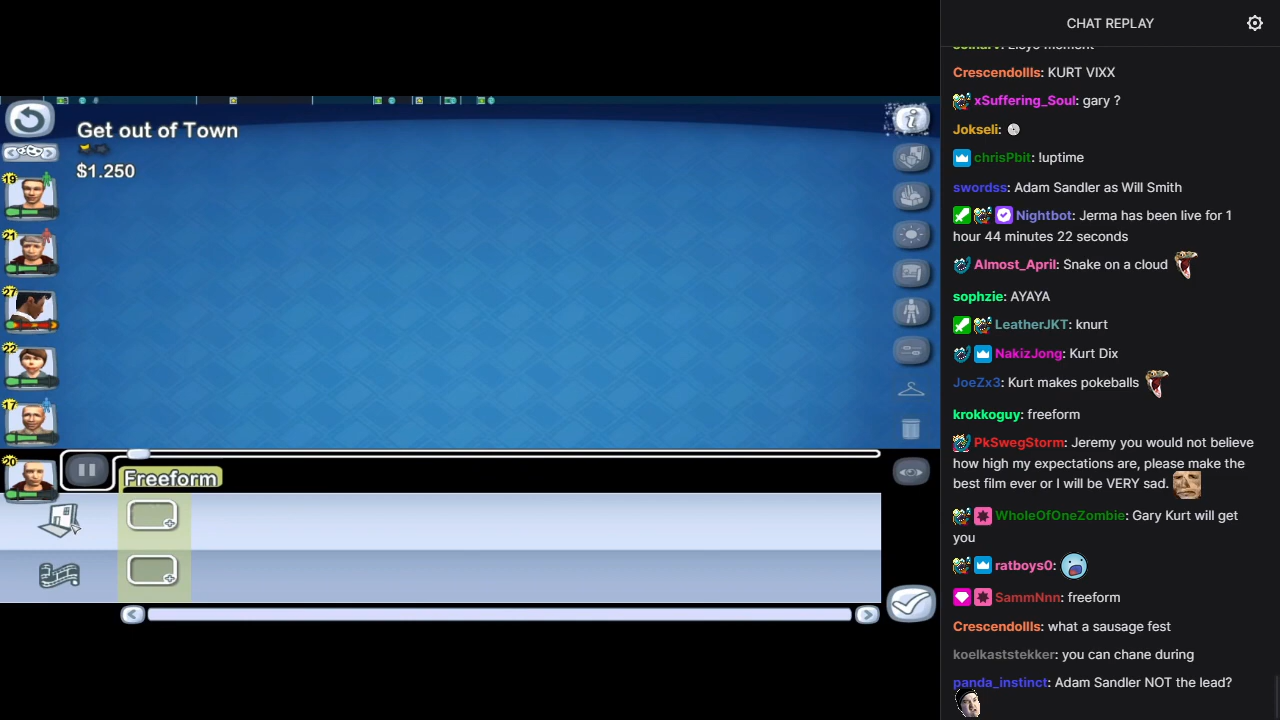 Get out of Town
$1.250
19
21
27
22
17
20
Freeform
CHAT REPLAY
Crescendollls: KURT VIXX
xSuffering_Soul: gary ?
Jokseli:
chrisPbit: !uptime
swordss: Adam Sandler as Will Smith
Nightbot: Jerma has been live for 1
hour 44 minutes 22 seconds
Almost_April: Snake on a cloud
sophzie: AYAYA
LeatherJKT: knurt
NakizJong: Kurt Dix
JoeZx3: Kurt makes pokeballs
krokkoguy: freeform
PkSwegStorm: Jeremy you would not believe
how high my expectations are, please make the
best film ever or I will be VERY sad.
WholeOfOneZombie: Gary Kurt will get
you
ratboys0:
SammNnn: freeform
Crescendollls: what a sausage fest
koelkaststekker: you can chane during
panda_instinct: Adam Sandler NOT the lead?